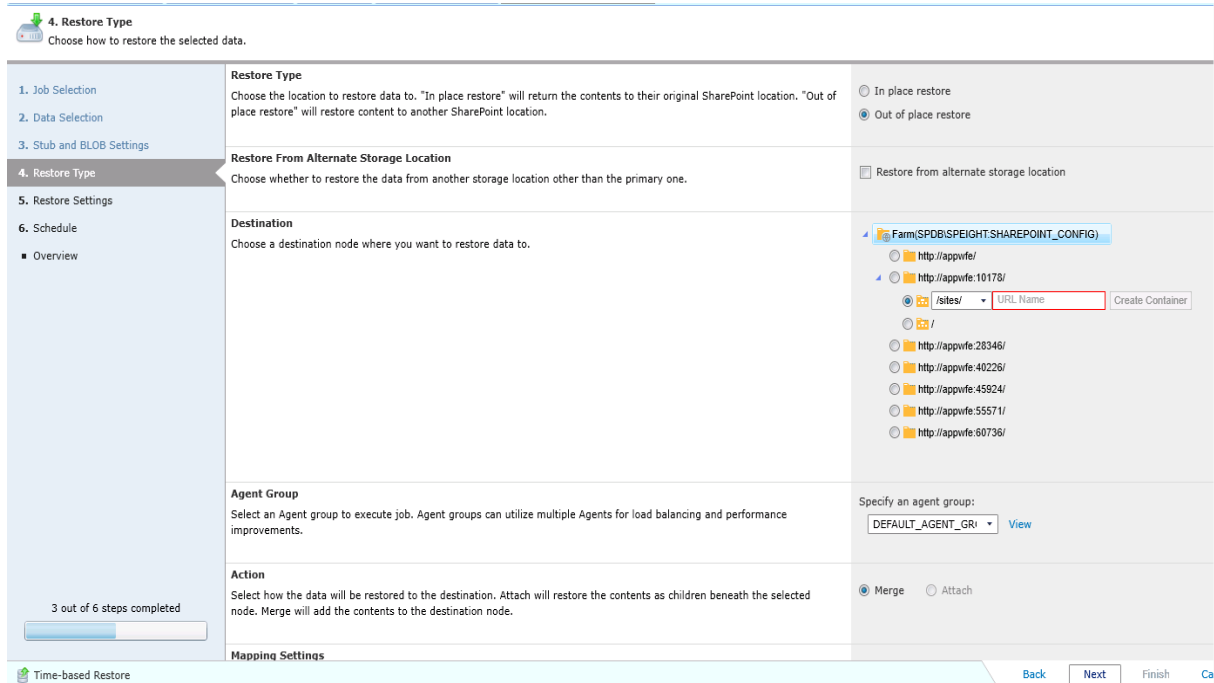 4. Restore Type
Choose how to restore the selected data.
1. Job Selection
2. Data Selection
3. Stub and BLOB Settings
4. Restore Type
5. Restore Settings
6. Schedule
Overview
3 out of 6 steps completed
Restore Type
Choose the location to restore data to. "In place restore" will return the contents to their original SharePoint location. "Out of
place restore" will restore content to another SharePoint location.
In place restore
Out of place restore
Restore From Alternate Storage Location
Choose whether to restore the data from another storage location other than the primary one.
Restore from alternate storage location
Destination
Choose a destination node where you want to restore data to.
Farm(SPDB\SPEIGHT:SHAREPOINT_CONFIG)
http://appwfe/
http://appwfe:10178/
/sites/ URL Name Create Container
/
http://appwfe:28346/
http://appwfe:40226/
http://appwfe:45924/
http://appwfe:55571/
http://appwfe:60736/
Agent Group
Select an Agent group to execute job. Agent groups can utilize multiple Agents for load balancing and performance
improvements.
Specify an agent group:
DEFAULT_AGENT_GR View
Action
Select how the data will be restored to the destination. Attach will restore the contents as children beneath the selected
node. Merge will add the contents to the destination node.
Merge Attach
Mapping Settings
Time-based Restore
Back Next Finish Ca